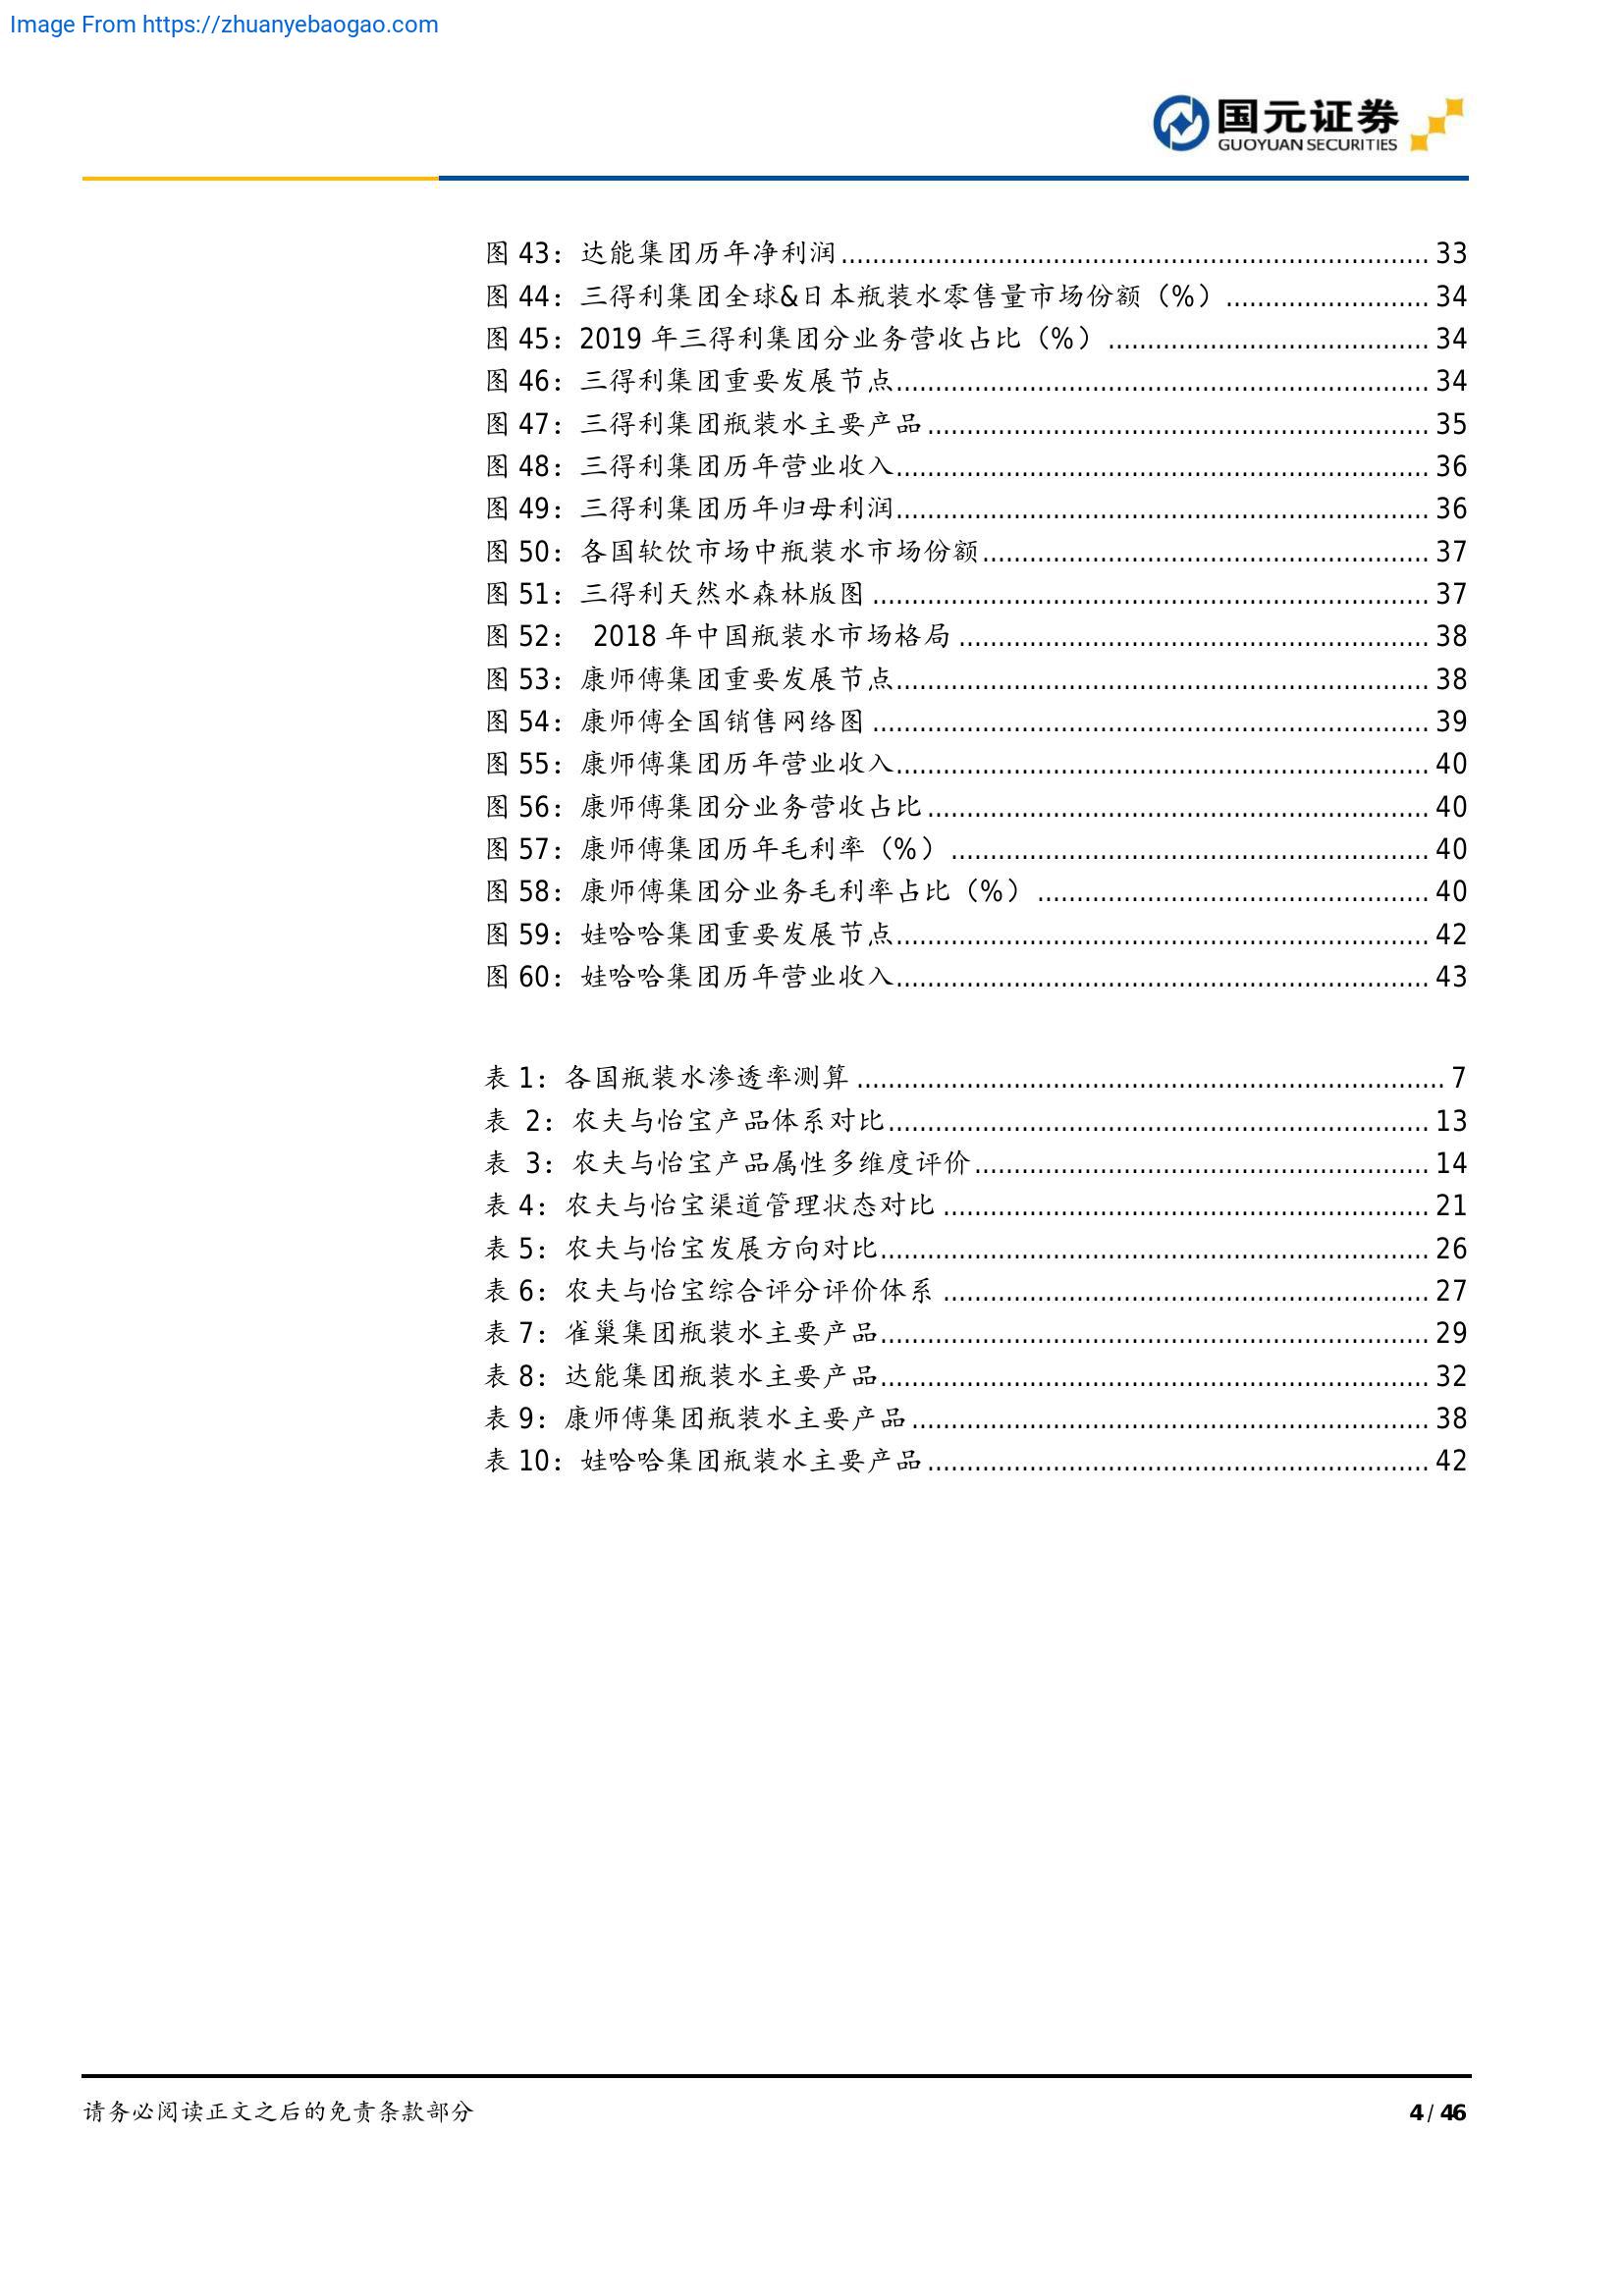 Image From https://zhuanyebaogao.com
国元证券
GUOYUAN SECURITIES
图 43：达能集团历年净利润........................................................................... 33
图 44：三得利集团全球&日本瓶装水零售量市场份额（%）.......................... 34
图 45：2019 年三得利集团分业务营收占比（%）......................................... 34
图 46：三得利集团重要发展节点.................................................................... 34
图 47：三得利集团瓶装水主要产品................................................................ 35
图 48：三得利集团历年营业收入.................................................................... 36
图 49：三得利集团历年归母利润.................................................................... 36
图 50：各国软饮市场中瓶装水市场份额......................................................... 37
图 51：三得利天然水森林版图....................................................................... 37
图 52： 2018 年中国瓶装水市场格局............................................................ 38
图 53：康师傅集团重要发展节点.................................................................... 38
图 54：康师傅全国销售网络图....................................................................... 39
图 55：康师傅集团历年营业收入.................................................................... 40
图 56：康师傅集团分业务营收占比................................................................ 40
图 57：康师傅集团历年毛利率（%）............................................................. 40
图 58：康师傅集团分业务毛利率占比（%）.................................................. 40
图 59：娃哈哈集团重要发展节点.................................................................... 42
图 60：娃哈哈集团历年营业收入.................................................................... 43
表 1：各国瓶装水渗透率测算........................................................................... 7
表 2：农夫与怡宝产品体系对比..................................................................... 13
表 3：农夫与怡宝产品属性多维度评价.......................................................... 14
表 4：农夫与怡宝渠道管理状态对比.............................................................. 21
表 5：农夫与怡宝发展方向对比...................................................................... 26
表 6：农夫与怡宝综合评分评价体系.............................................................. 27
表 7：雀巢集团瓶装水主要产品...................................................................... 29
表 8：达能集团瓶装水主要产品...................................................................... 32
表 9：康师傅集团瓶装水主要产品.................................................................. 38
表 10：娃哈哈集团瓶装水主要产品................................................................ 42
请务必阅读正文之后的免责条款部分
4 / 46